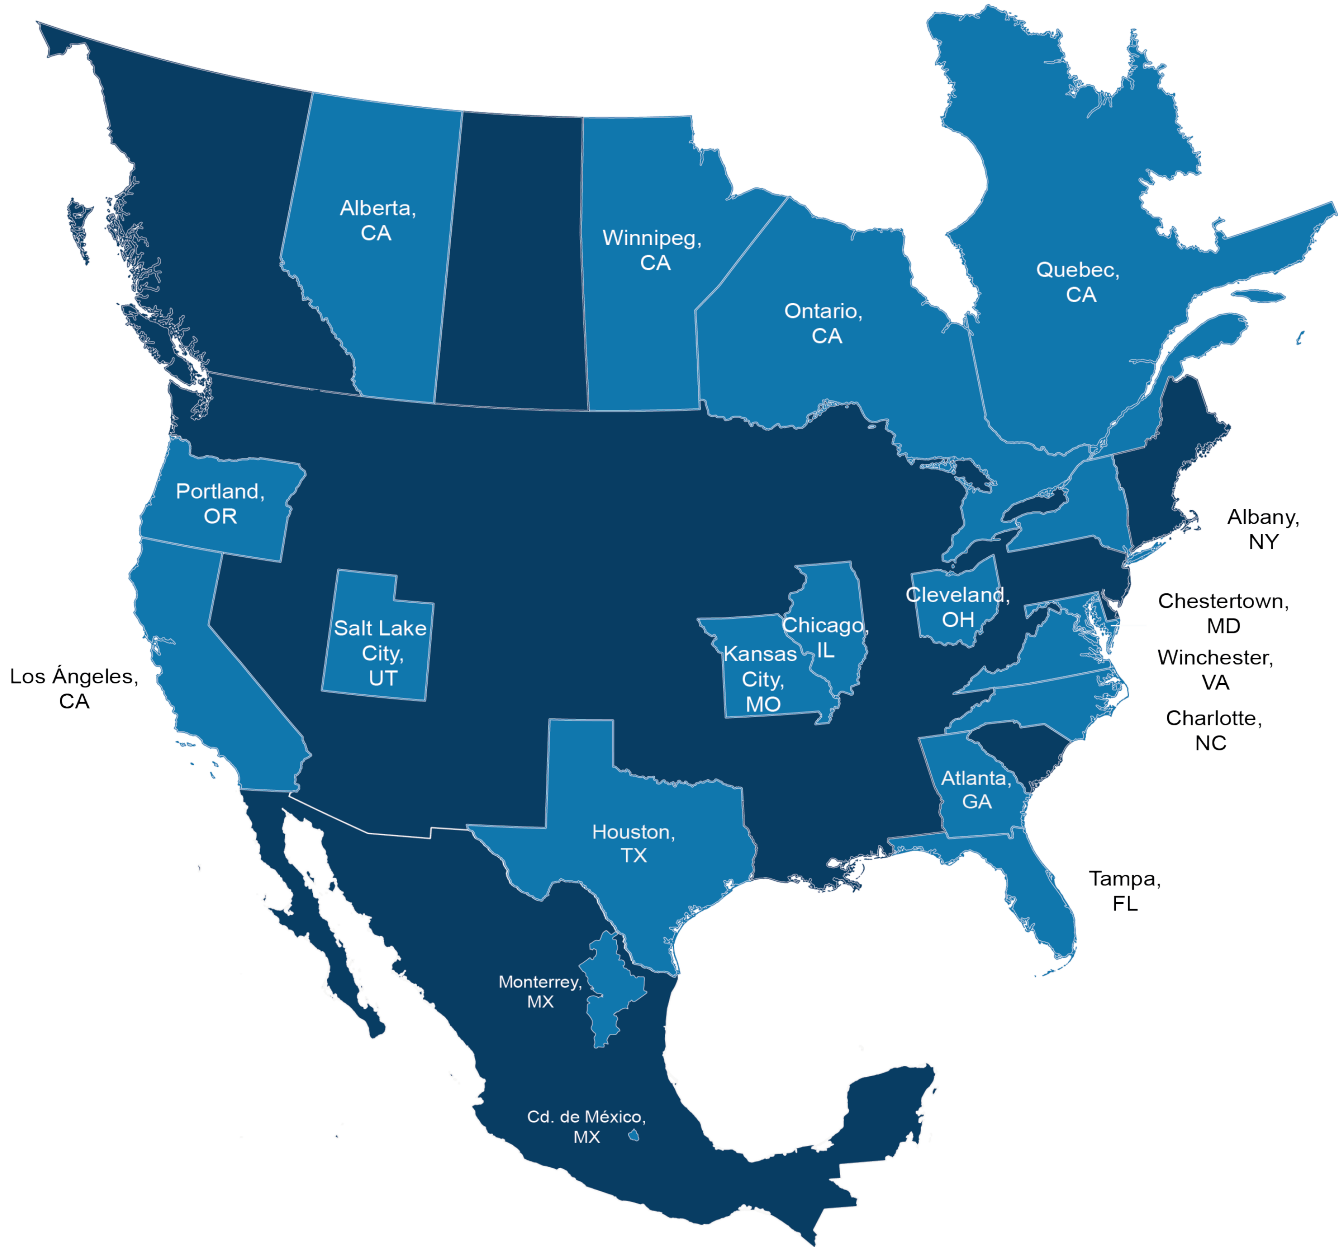 Alberta,
CA
Winnipeg,
CA
Quebec,
CA
Ontario,
CA
Portland,
OR
Albany,
NY
Cleveland,
OH
Chestertown,
MD
Salt Lake
City,
UT
Chicago,
IL
Kansas
City,
MO
Winchester,
VA
Los Ángeles,
CA
Charlotte,
NC
Atlanta,
GA
Houston,
TX
Tampa,
FL
Monterrey,
MX
Cd. de México,
MX